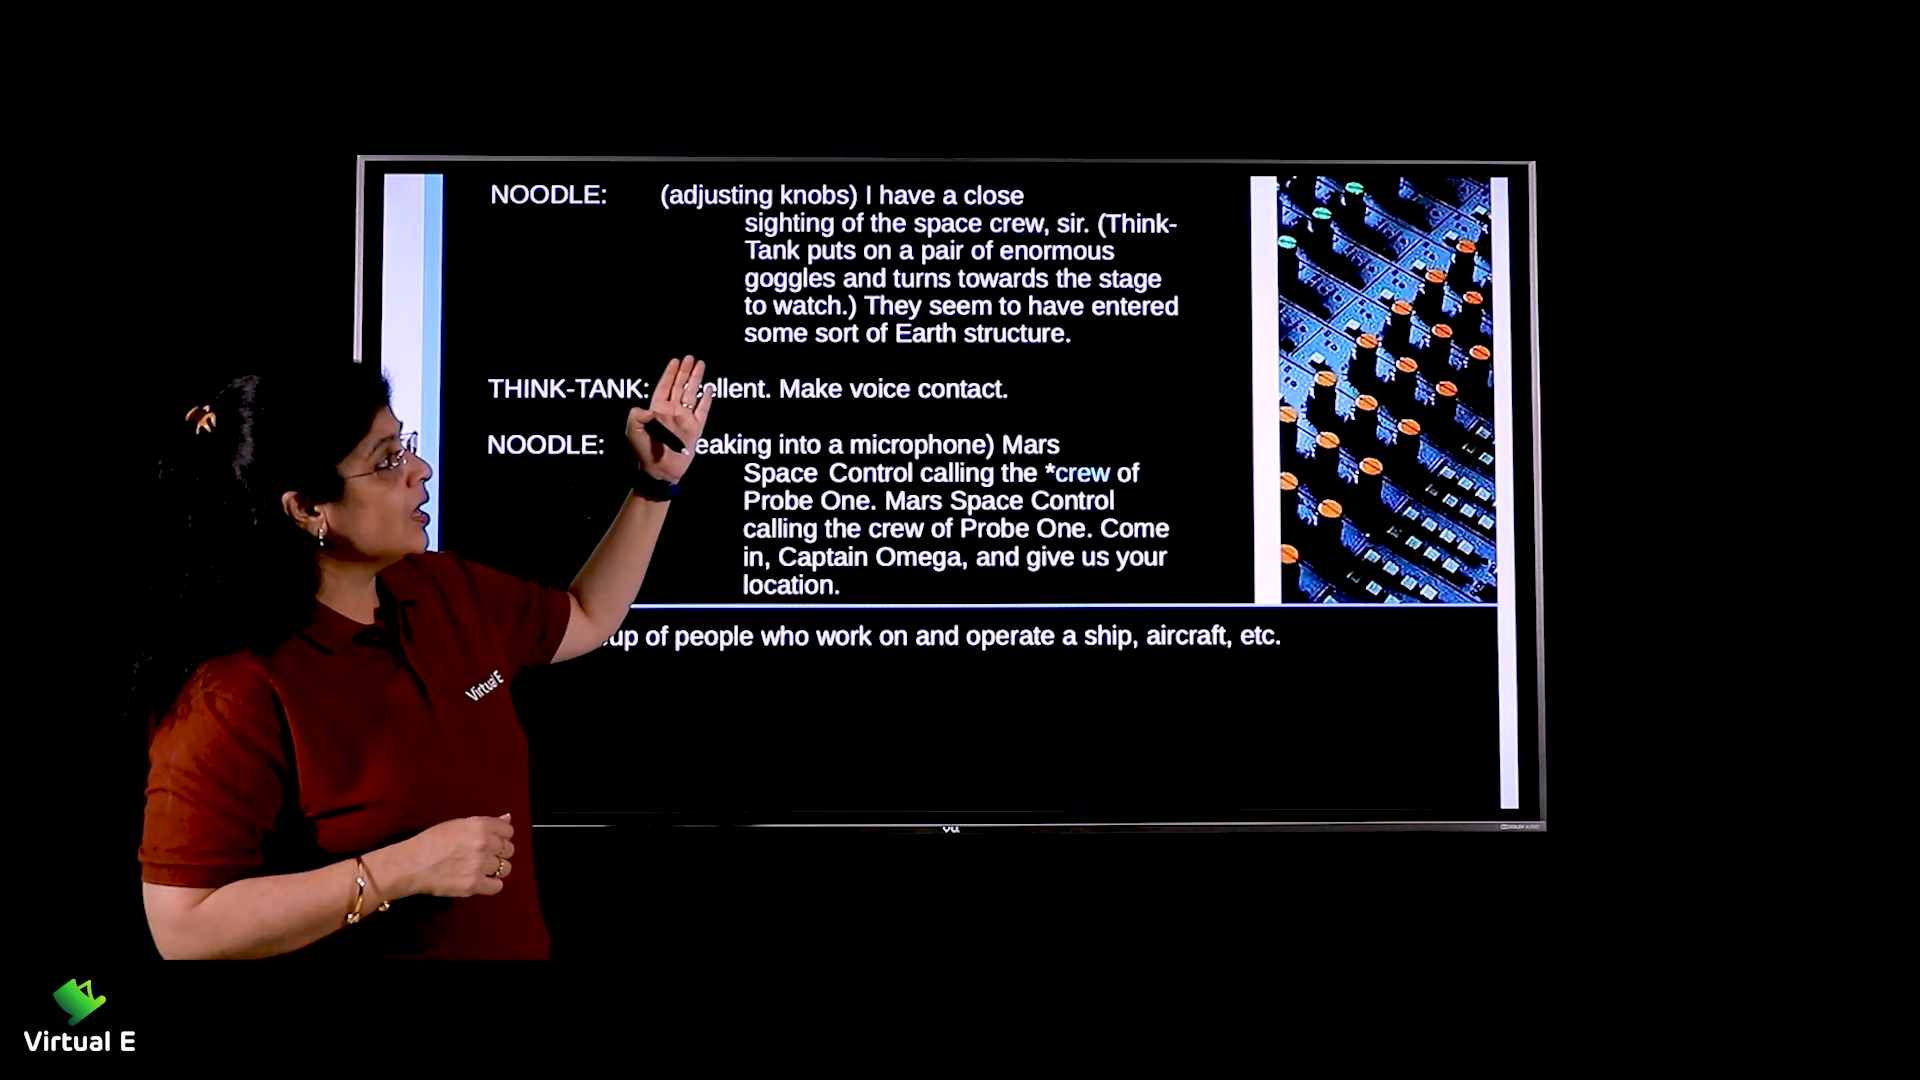 NOODLE: (adjusting knobs) I have a close
sighting of the space crew, sir. (Think-
Tank puts on a pair of enormous
goggles and turns towards the stage
to watch.) They seem to have entered
some sort of Earth structure.
THINK-TANK: Make voice contact.
NOODLE: into a microphone) Mars
Space Control calling the *crew of
Probe One. Mars Space Control
calling the crew of Probe One. Come
in, Captain Omega, and give us your
location.
of people who work on and operate a ship, aircraft, etc.
Virtual E
Vu
Virtual E